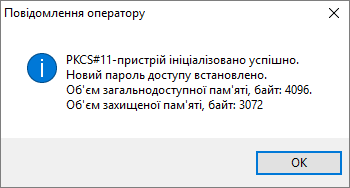 Повідомлення оператору
PKCS#11-пристрій ініціалізовано успішно.
Новий пароль доступу встановлено.
Об'єм загальнодоступної пам'яті, байт: 4096.
Об'єм захищеної пам'яті, байт: 3072
ОК